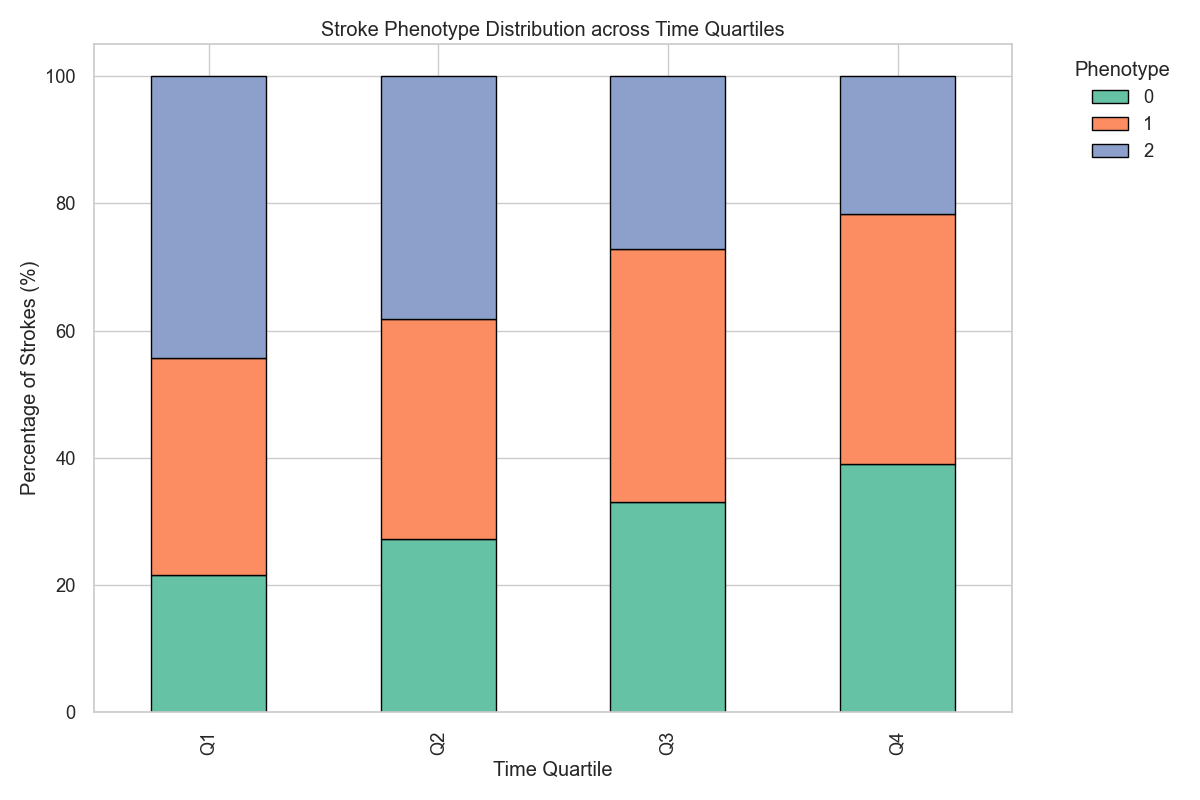 Stroke Phenotype Distribution across Time Quartiles
Phenotype
0
1
2
Percentage of Strokes (%)
100
80
60
40
20
0
Q1
Q2
Q3
Q4
Time Quartile